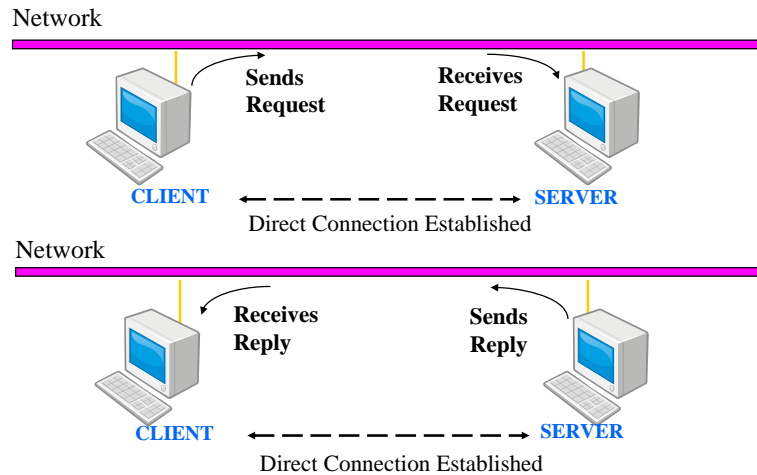 Network
Sends
Request
Receives
Request
CLIENT
SERVER
Direct Connection Established
Network
Receives
Reply
Sends
Reply
CLIENT
SERVER
Direct Connection Established